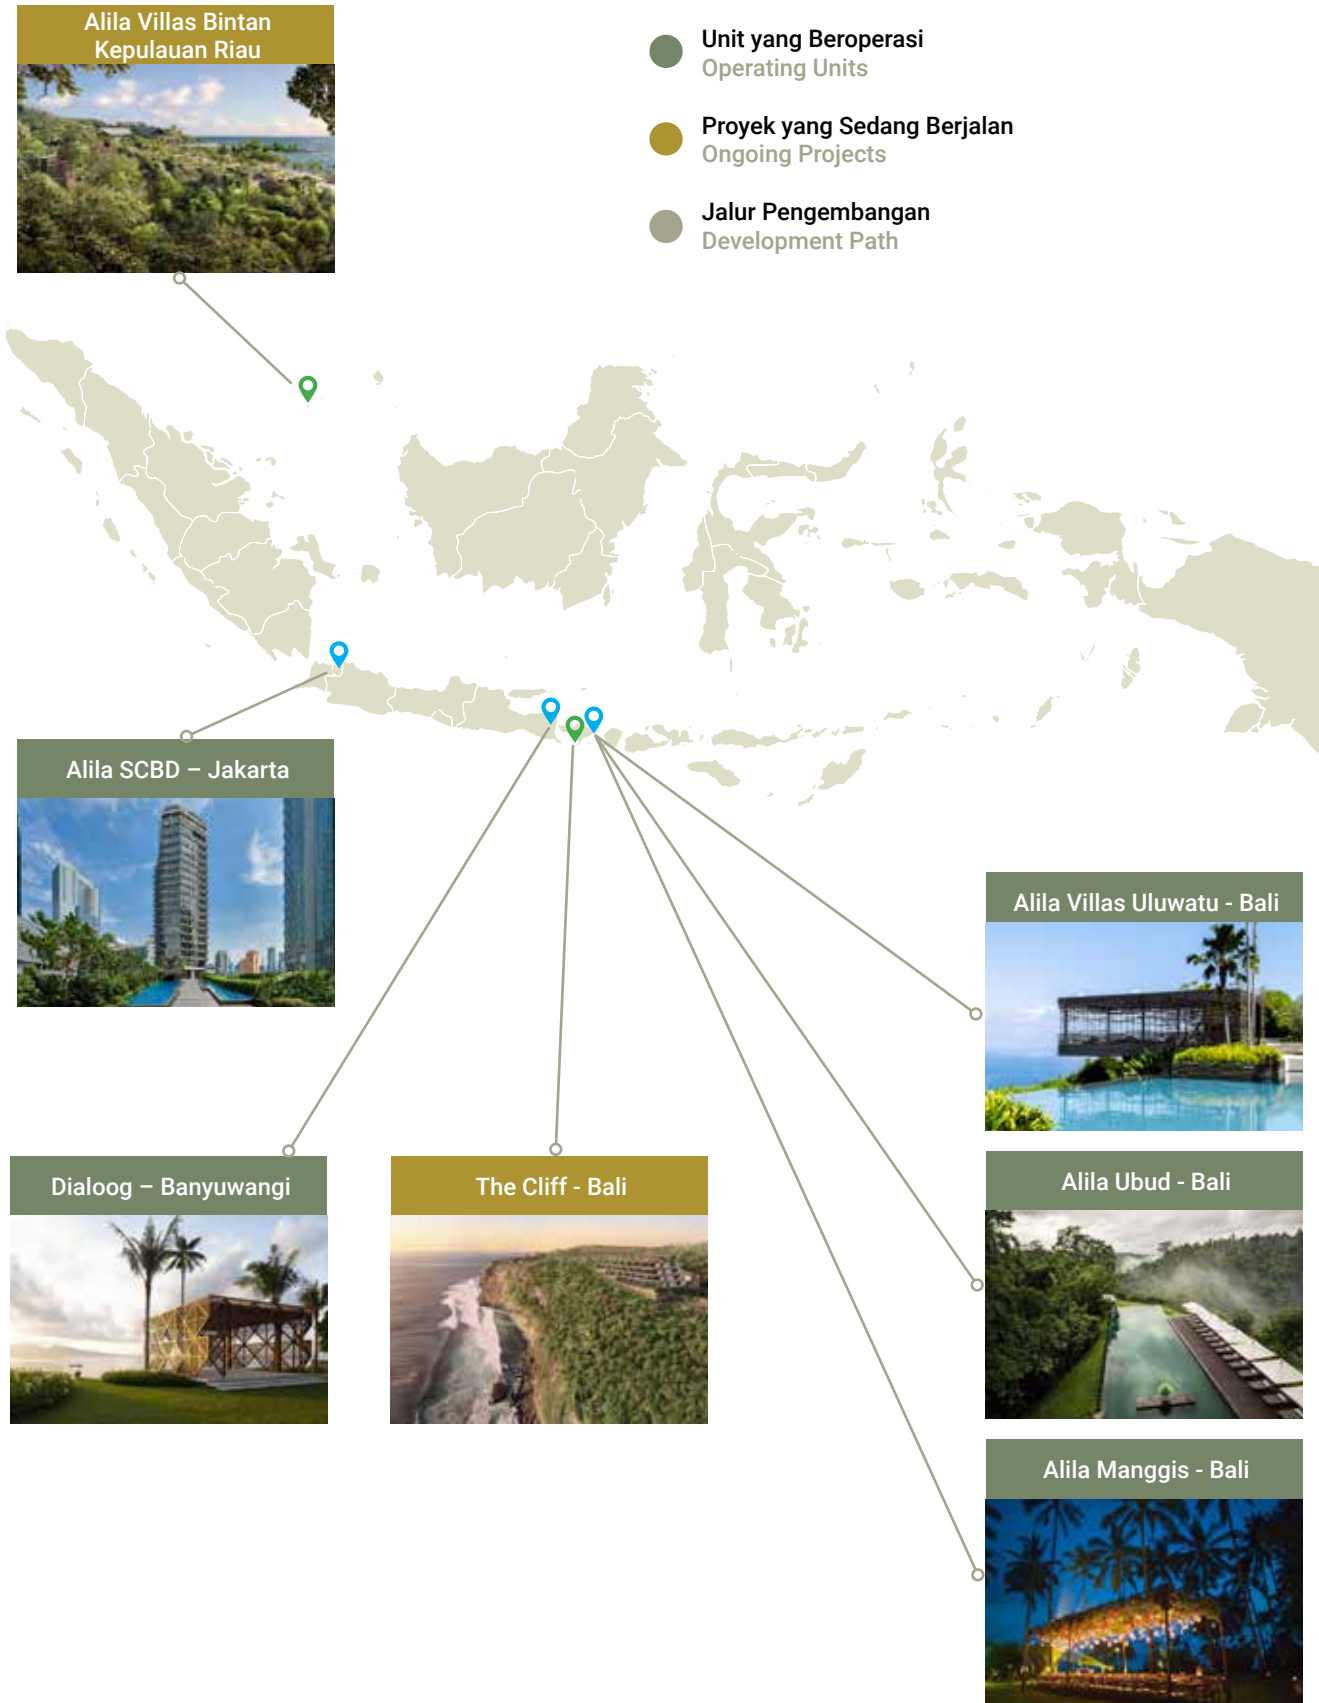 Alila Villas Bintan
Kepulauan Riau
Unit yang Beroperasi
Operating Units
Proyek yang Sedang Berjalan
Ongoing Projects
Jalur Pengembangan
Development Path
Alila SCBD – Jakarta
Alila Villas Uluwatu - Bali
Dialoog – Banyuwangi
The Cliff - Bali
Alila Ubud - Bali
Alila Manggis - Bali